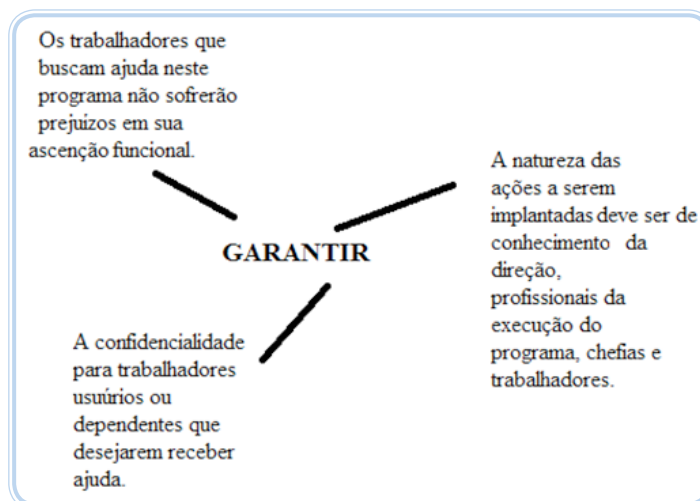 Os trabalhadores que
buscam ajuda neste
programa não sofrerão
prejuízos em sua
ascenção funcional.
A natureza das
ações a serem
implantadas deve ser de
conhecimento da
direção,
profissionais da
execução do
programa, chefias e
trabalhadores.
GARANTIR
A confidencialidade
para trabalhadores
usuúrios ou
dependentes que
desejarem receber
ajuda.